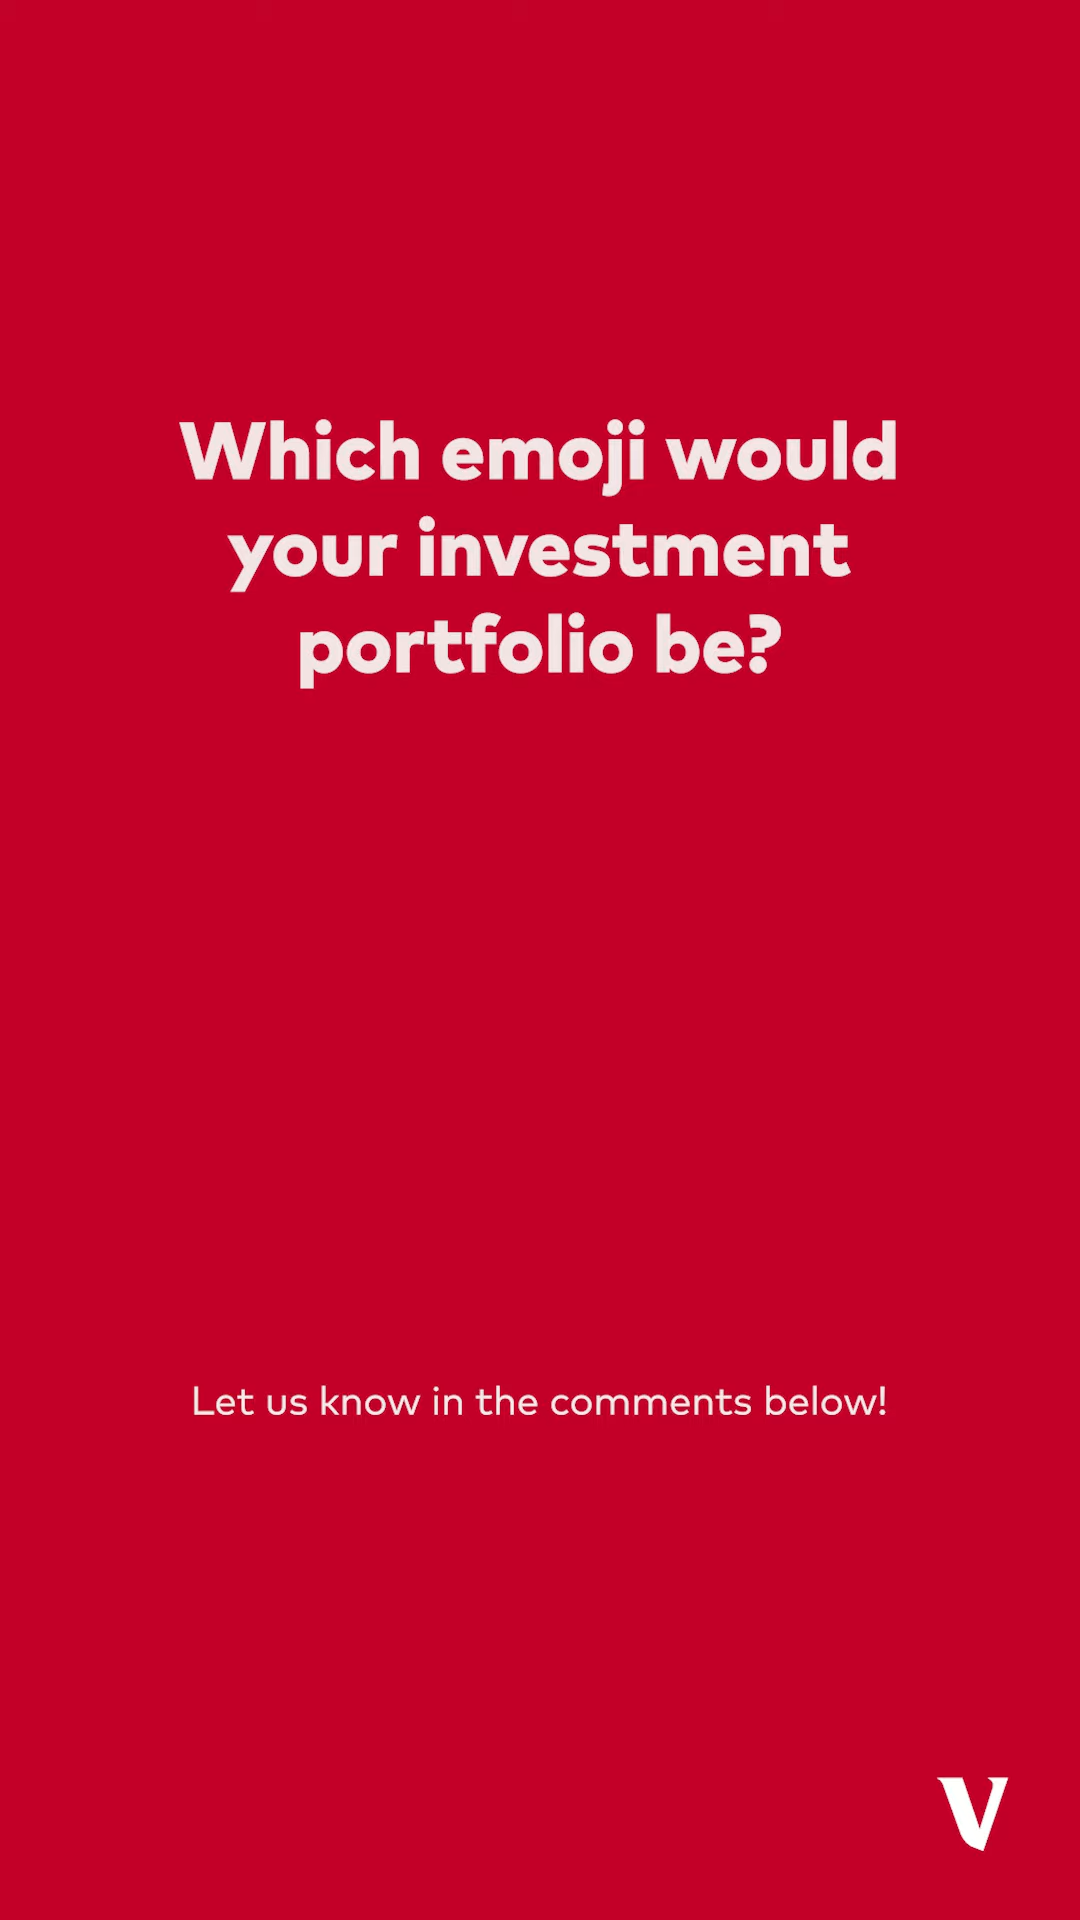 Which emoji would
your investment
portfolio be?
Let us know in the comments below!
V